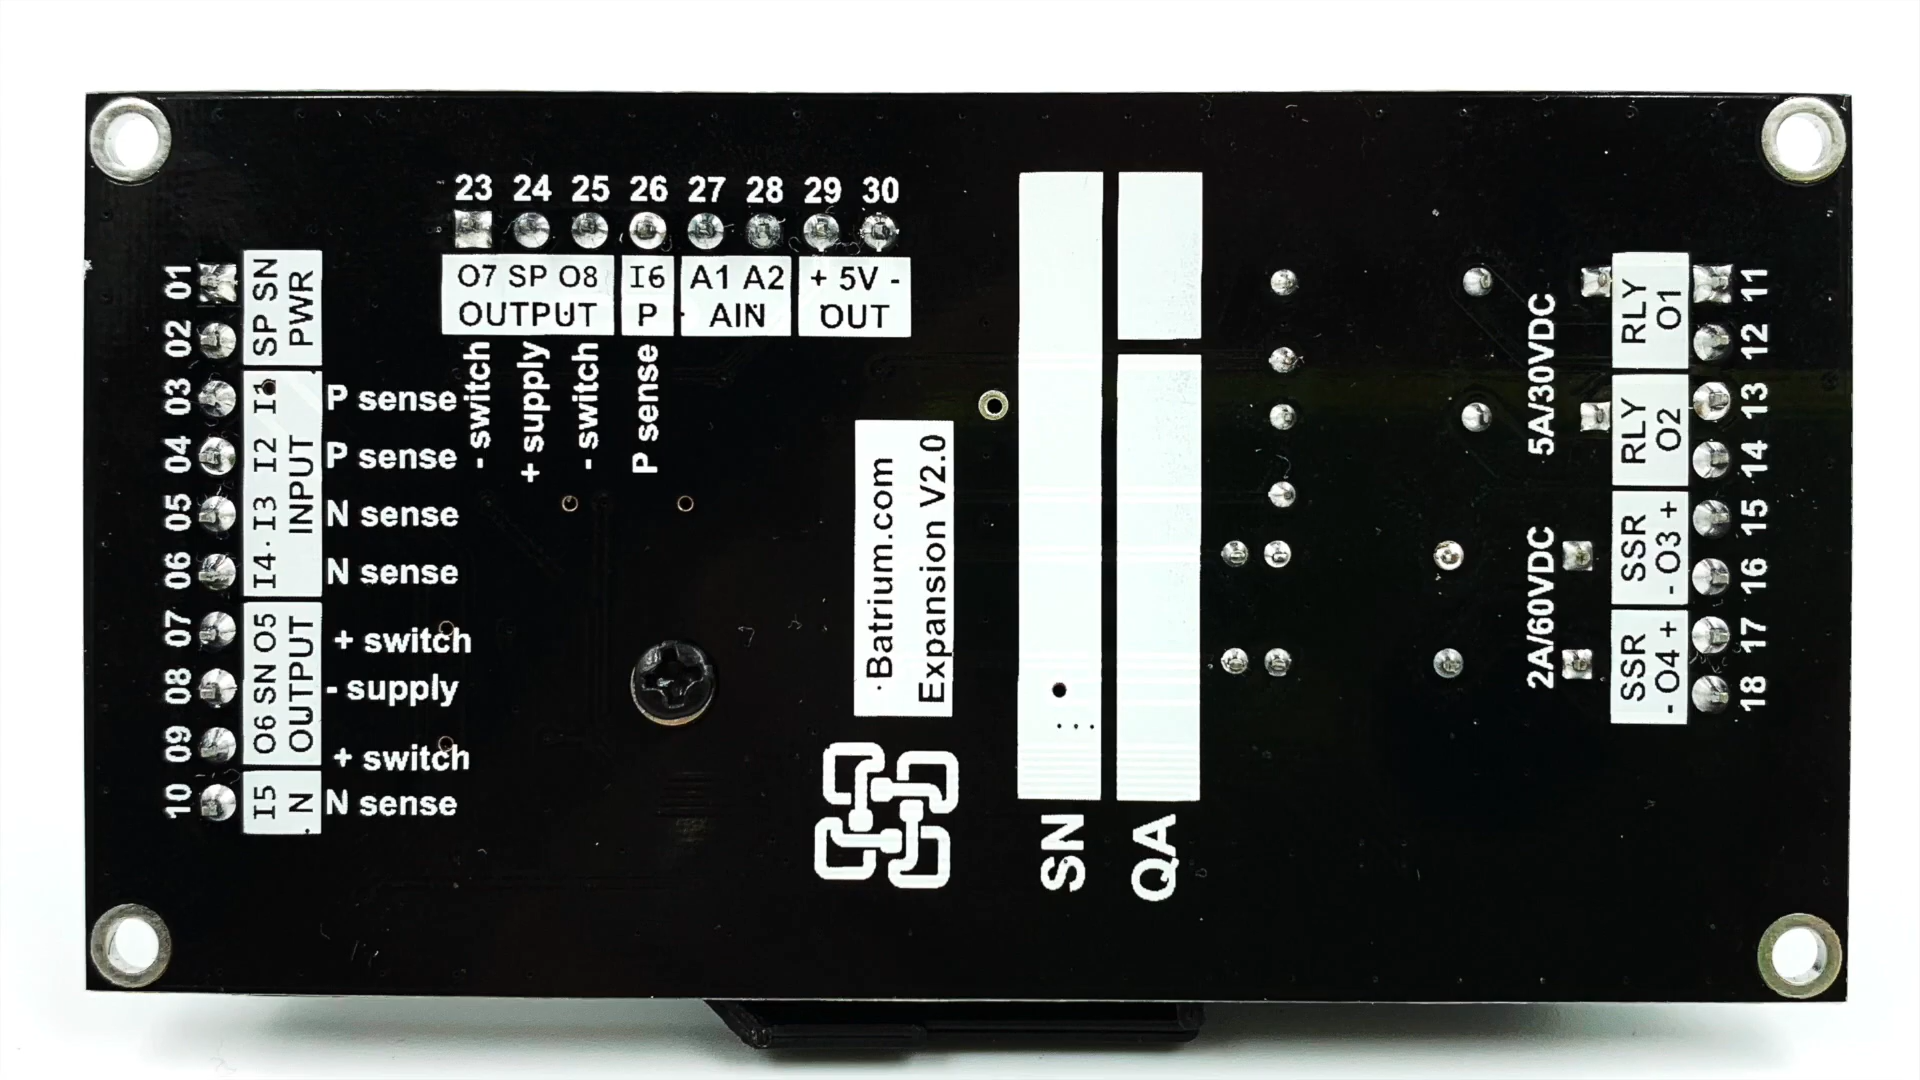 23 24 25 26 27 28 29 30
O7 SP O8
OUTPUT
I6
P
A1 A2
AIN
+ 5V -
OUT
- switch
+ supply
- switch
P sense
01
02
03
04
05
06
07
08
09
10
SP SN
PWR
I4 I3 I2 I1
INPUT
O6 SN O5
OUTPUT
I5
N
P sense
P sense
N sense
N sense
+ switch
- supply
+ switch
N sense
Batrium.com
Expansion V2.0
SN
QA
5A/30VDC
2A/60VDC
RLY
O1
RLY
O2
SSR
- O3 +
SSR
- O4 +
11
12
13
14
15
16
17
18